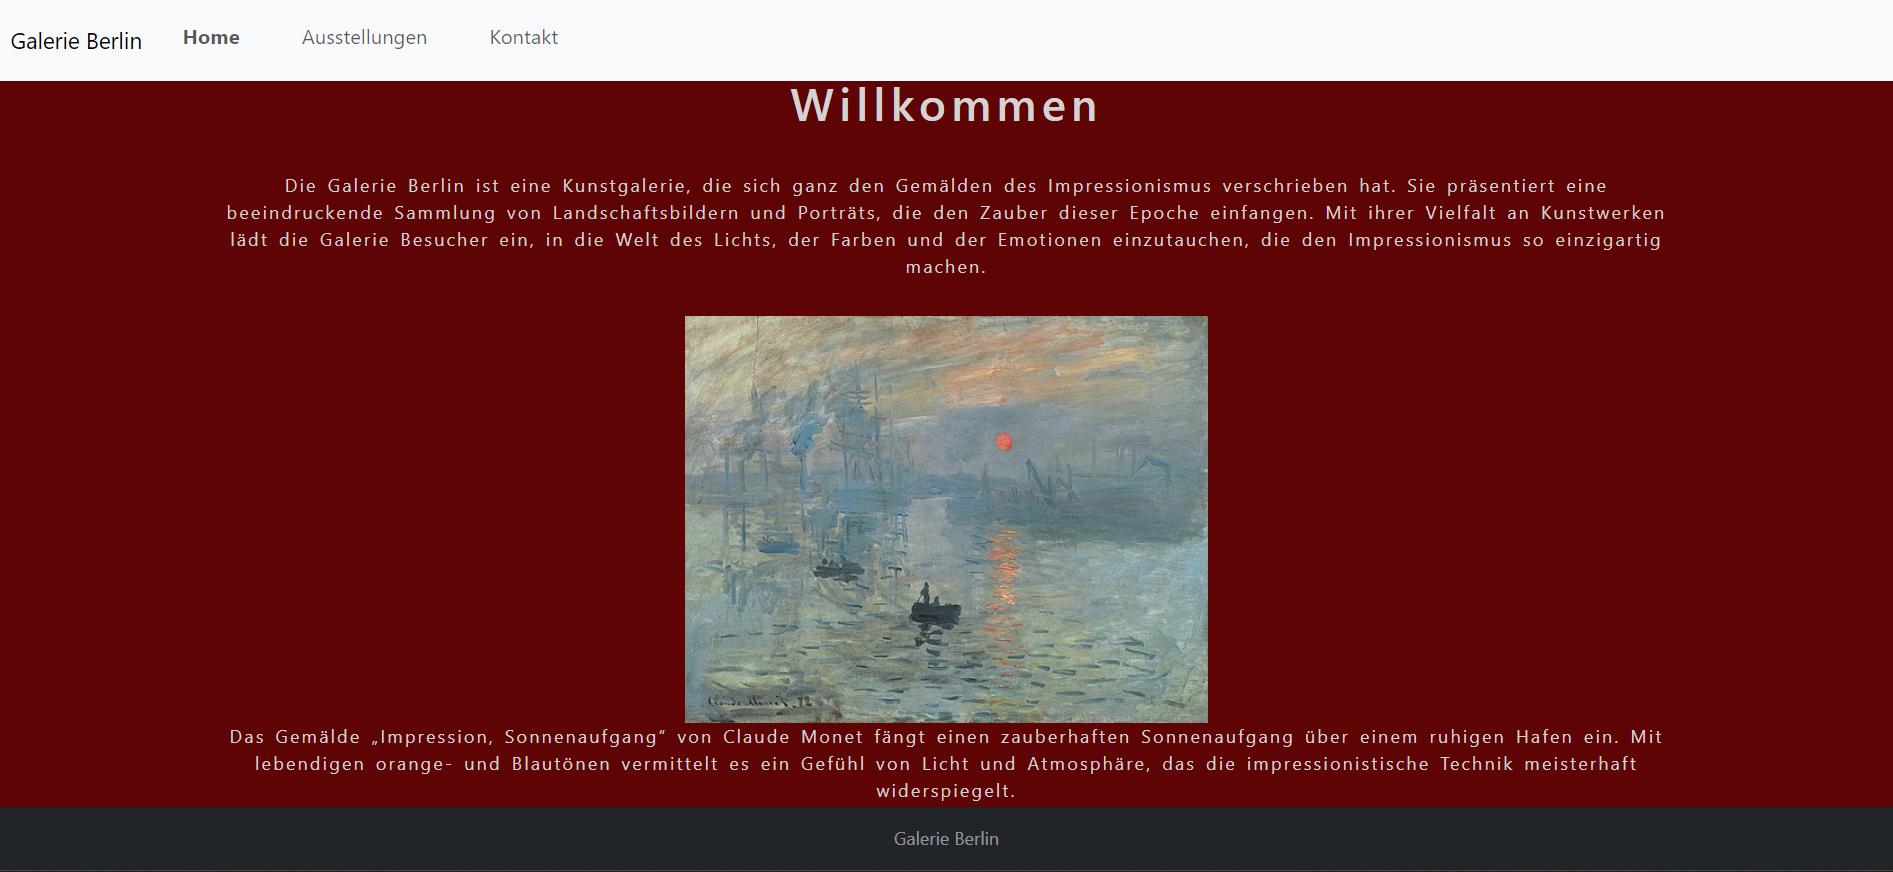 Galerie Berlin Home Ausstellungen Kontakt
Willkommen
Die Galerie Berlin ist eine Kunstgalerie, die sich ganz den Gemälden des Impressionismus verschrieben hat. Sie präsentiert eine
beeindruckende Sammlung von Landschaftsbildern und Porträts, die den Zauber dieser Epoche einfangen. Mit ihrer Vielfalt an Kunstwerken
lädt die Galerie Besucher ein, in die Welt des Lichts, der Farben und der Emotionen einzutauchen, die den Impressionismus so einzigartig
machen.
Claude Monet . 72
Das Gemälde „Impression, Sonnenaufgang“ von Claude Monet fängt einen zauberhaften Sonnenaufgang über einem ruhigen Hafen ein. Mit
lebendigen orange- und Blautönen vermittelt es ein Gefühl von Licht und Atmosphäre, das die impressionistische Technik meisterhaft
widerspiegelt.
Galerie Berlin